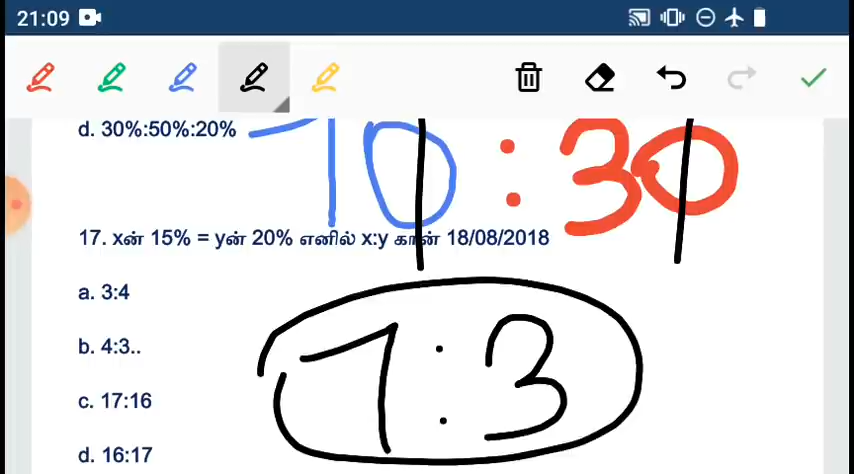 21:09
d. 30%:50%:20%
10 : 30
17. xன் 15% = yன் 20% எனில் x:y கான் 18/08/2018
a. 3:4
b. 4:3..
1 : 3
c. 17:16
d. 16:17